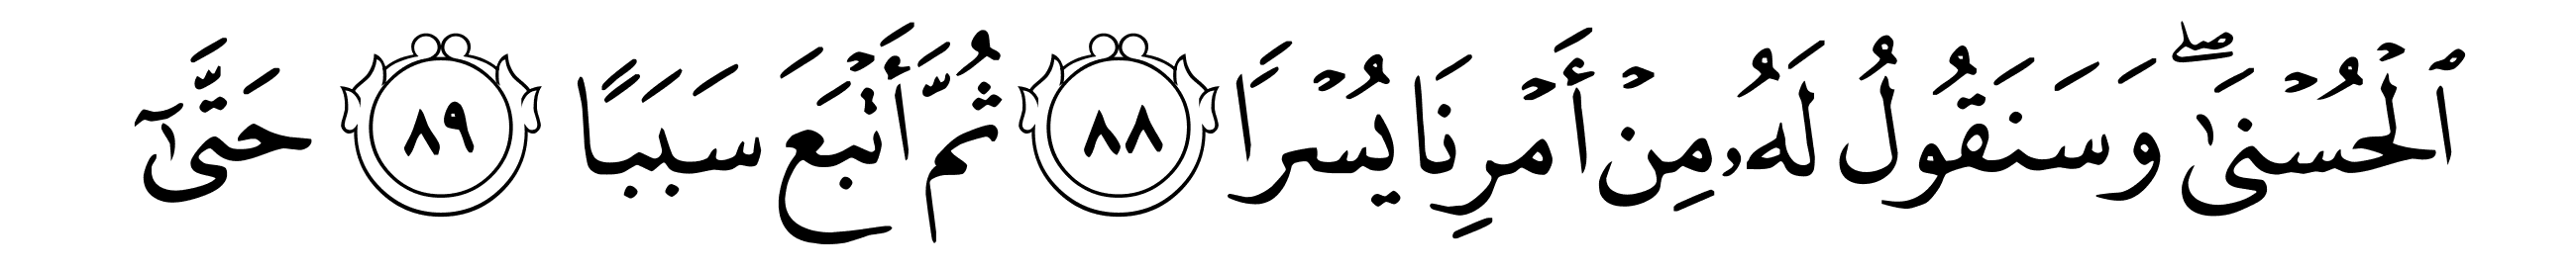 ٱلْحُسْنَىٰۖ وَسَنَقُولُ لَهُۥ مِنْ أَمْرِنَا يُسْرًا ٨٨ ثُمَّ أَتْبَعَ سَبَبًا ٨٩ حَتَّىٰٓ